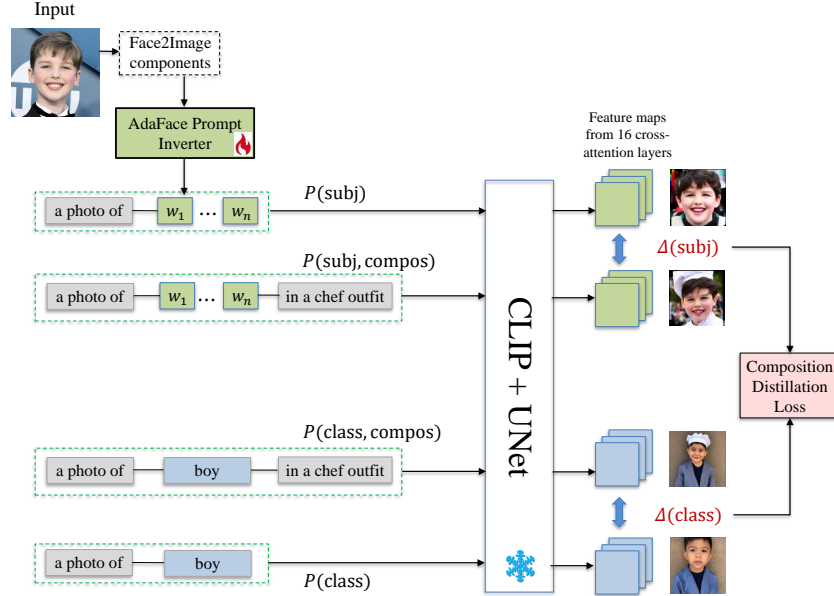 Input
Face2Image
components
AdaFace Prompt
Inverter
Feature maps
from 16 cross-
attention layers
a photo of w₁ ... wₙ
P(subj)
Δ(subj)
a photo of w₁ ... wₙ in a chef outfit
P(subj, compos)
CLIP + UNet
Composition
Distillation
Loss
a photo of boy in a chef outfit
P(class, compos)
Δ(class)
a photo of boy
P(class)